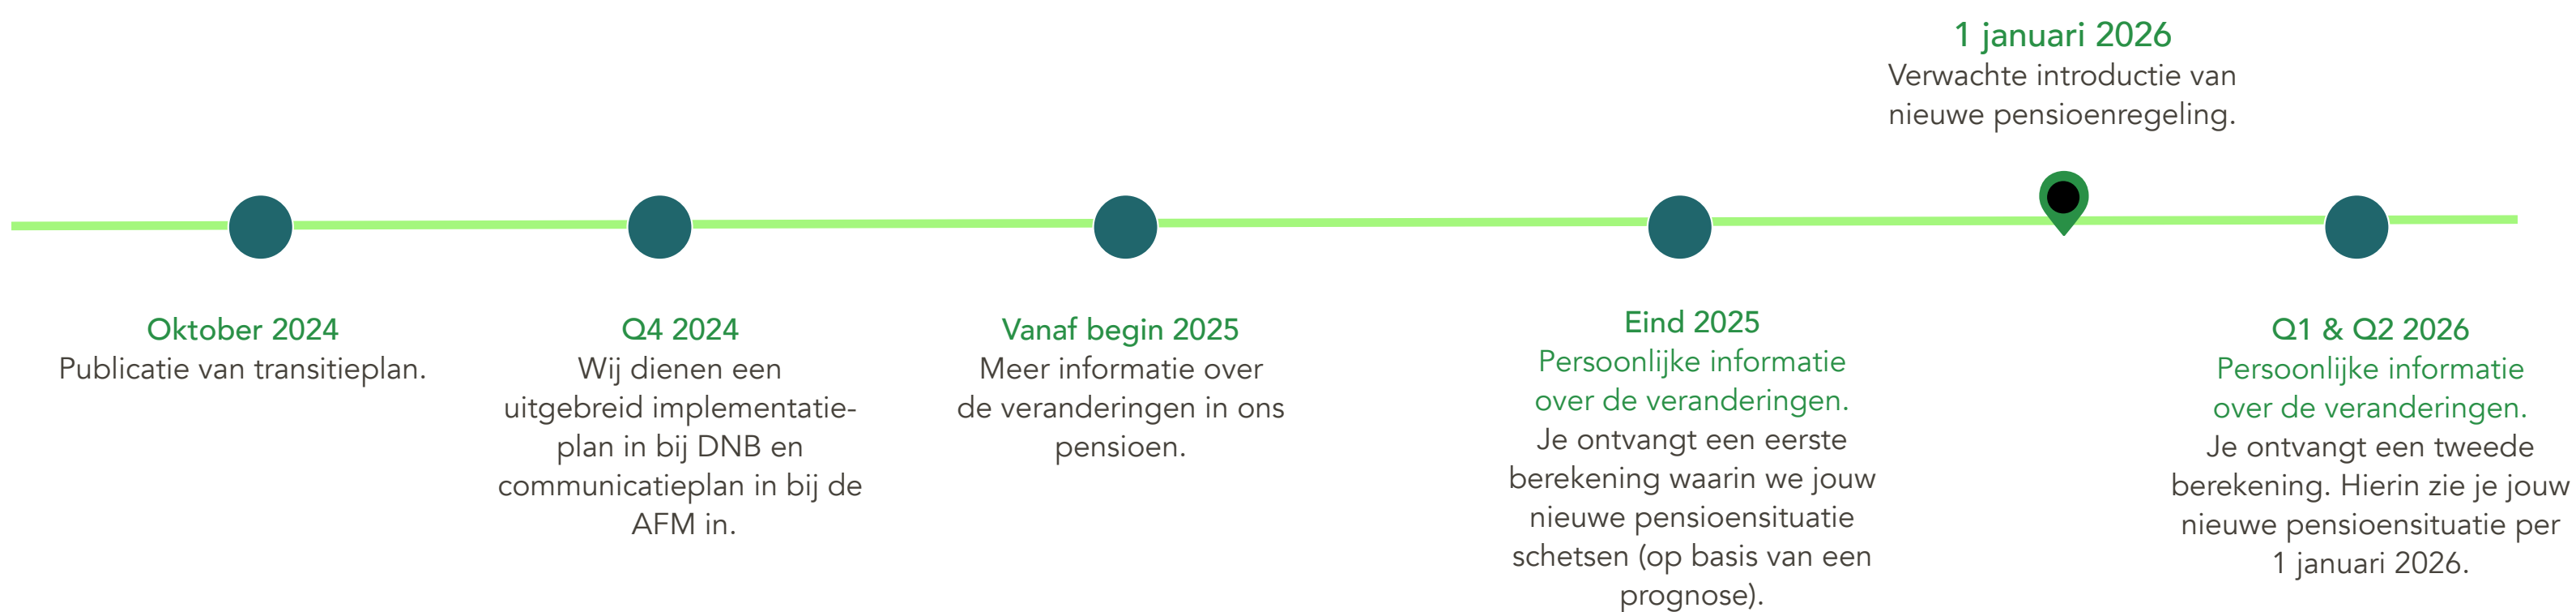 1 januari 2026
Verwachte introductie van
nieuwe pensioenregeling.
Oktober 2024
Publicatie van transitieplan.
Q4 2024
Wij dienen een
uitgebreid implementatie-
plan in bij DNB en
communicatieplan in bij de
AFM in.
Vanaf begin 2025
Meer informatie over
de veranderingen in ons
pensioen.
Eind 2025
Persoonlijke informatie
over de veranderingen.
Je ontvangt een eerste
berekening waarin we jouw
nieuwe pensioensituatie
schetsen (op basis van een
prognose).
Q1 & Q2 2026
Persoonlijke informatie
over de veranderingen.
Je ontvangt een tweede
berekening. Hierin zie je jouw
nieuwe pensioensituatie per
1 januari 2026.